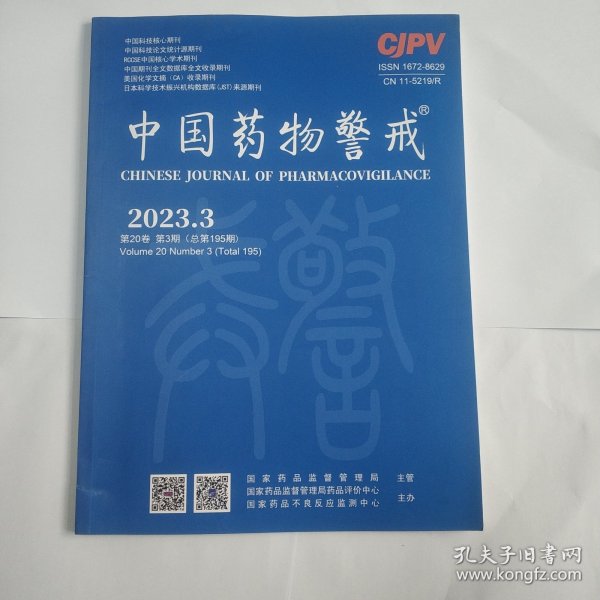 中国科技核心期刊
中国科技论文统计源期刊
RCCSE中国核心学术期刊
中国期刊全文数据库全文收录期刊
美国化学文摘（CA）收录期刊
日本科学技术振兴机构数据库(JST)来源期刊
CJPV
ISSN 1672-8629
CN 11-5219/R
中国药物警戒®
CHINESE JOURNAL OF PHARMACOVIGILANCE
2023.3
第20卷 第3期（总第195期）
Volume 20 Number 3 (Total 195)
国家药品监督管理局 主管
国家药品监督管理局药品评价中心
国家药品不良反应监测中心 主办
孔夫子旧书网
www.kongfz.com